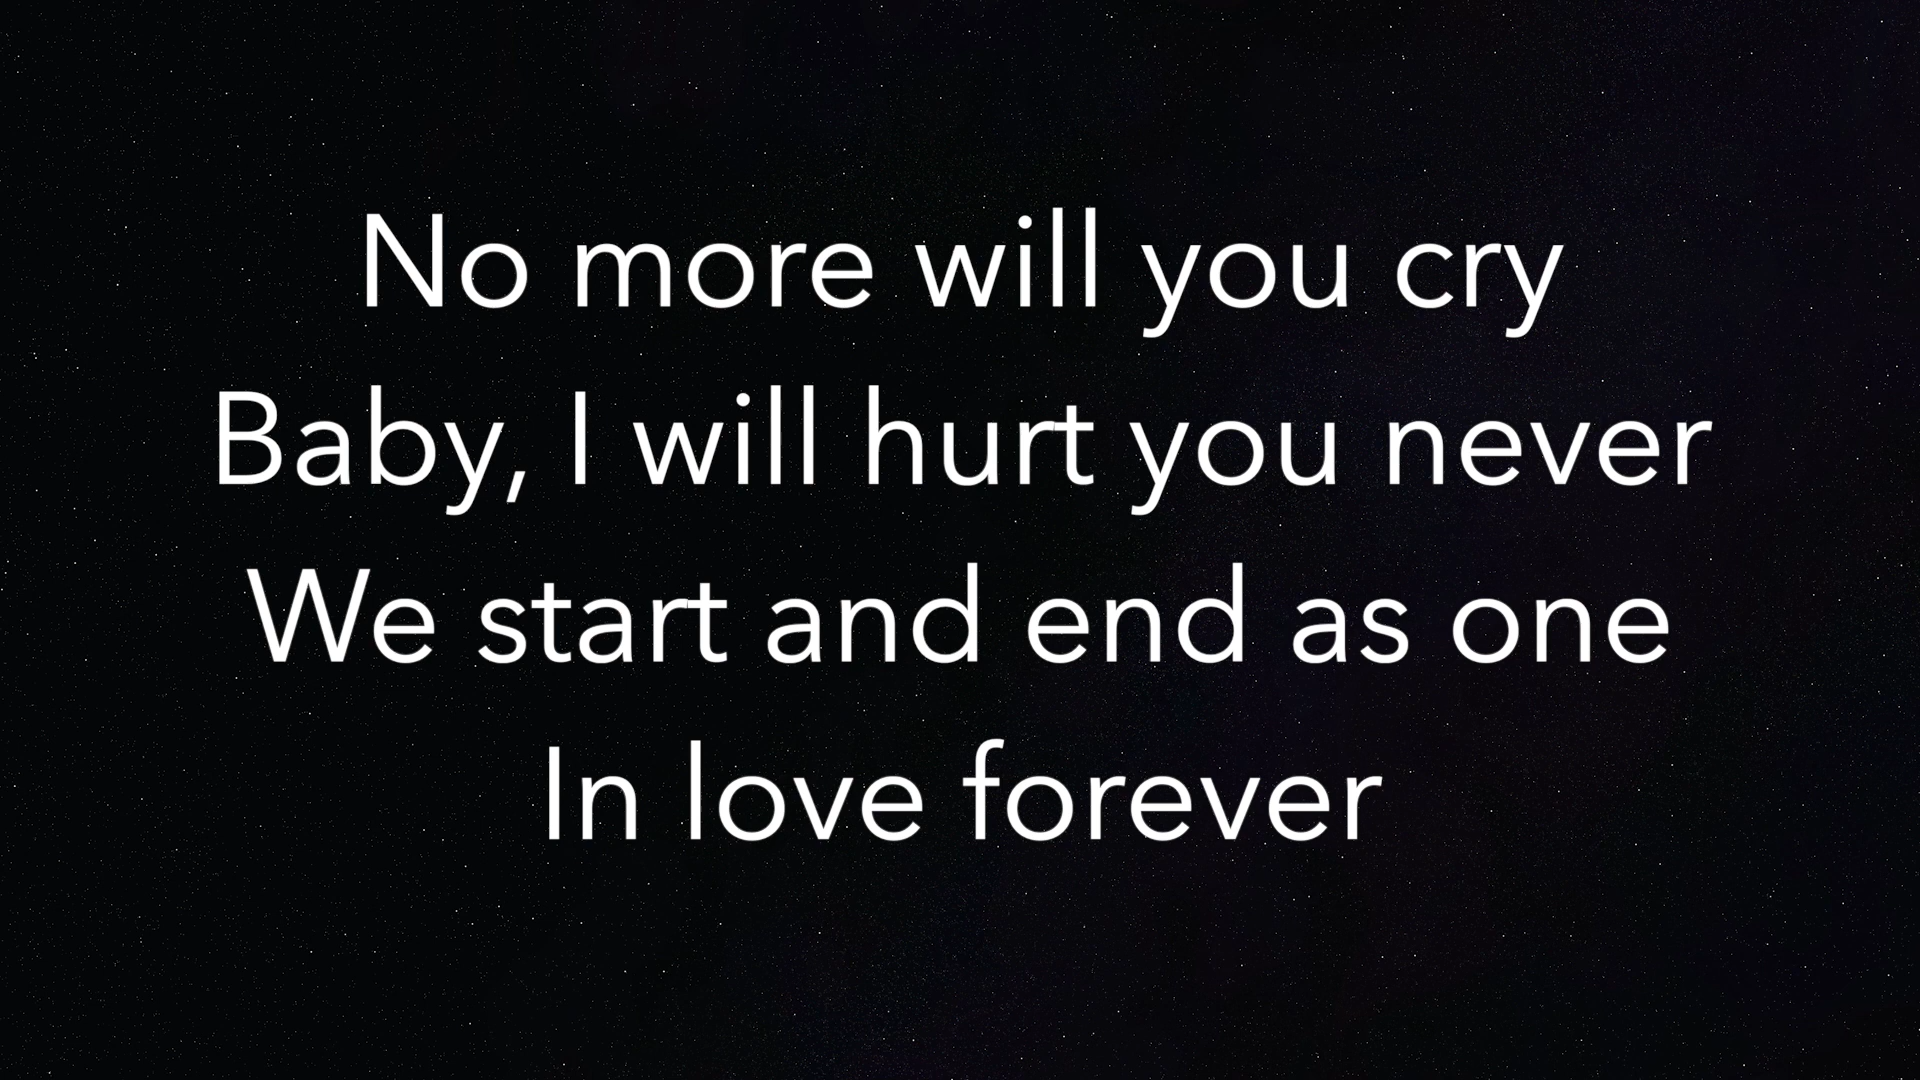 No more will you cry
Baby, I will hurt you never
We start and end as one
In love forever